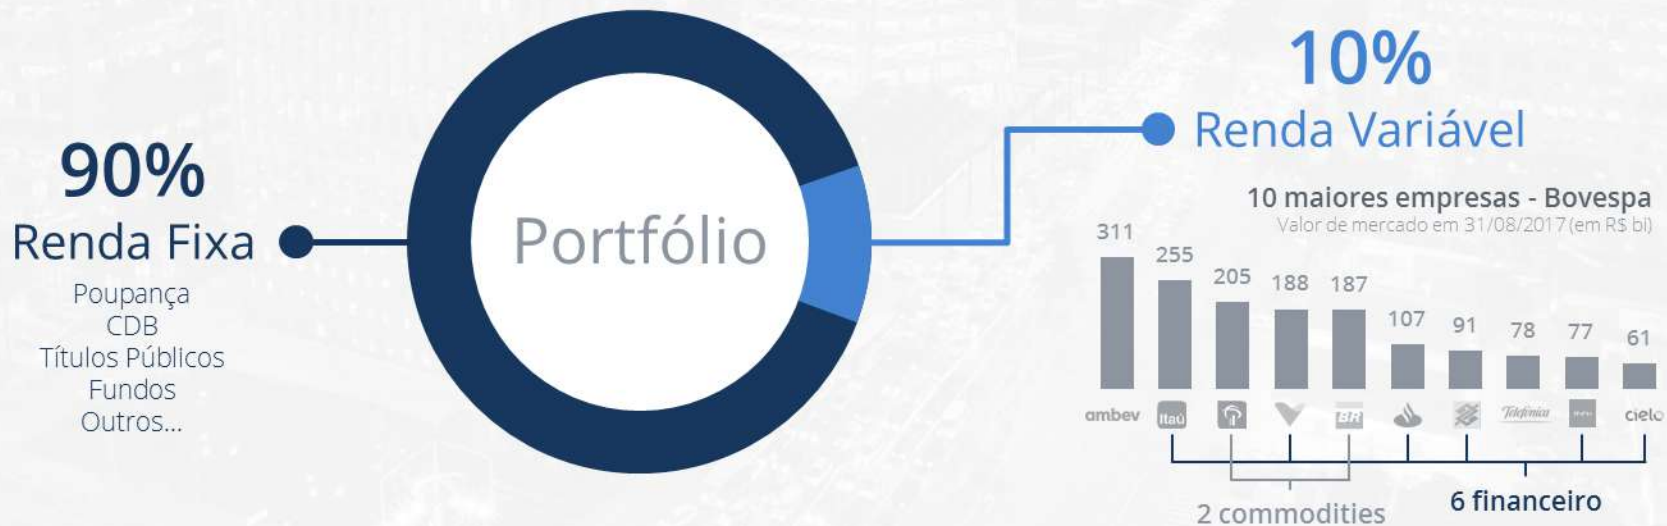 90%
Renda Fixa
Poupança
CDB
Títulos Públicos
Fundos
Outros...
Portfólio
10%
Renda Variável
10 maiores empresas - Bovespa
Valor de mercado em 31/08/2017 (em R$ bi)
311
255
205
188
187
107
91
78
77
61
ambev
Itaú
BR
Telefónica
cielo
2 commodities
6 financeiro